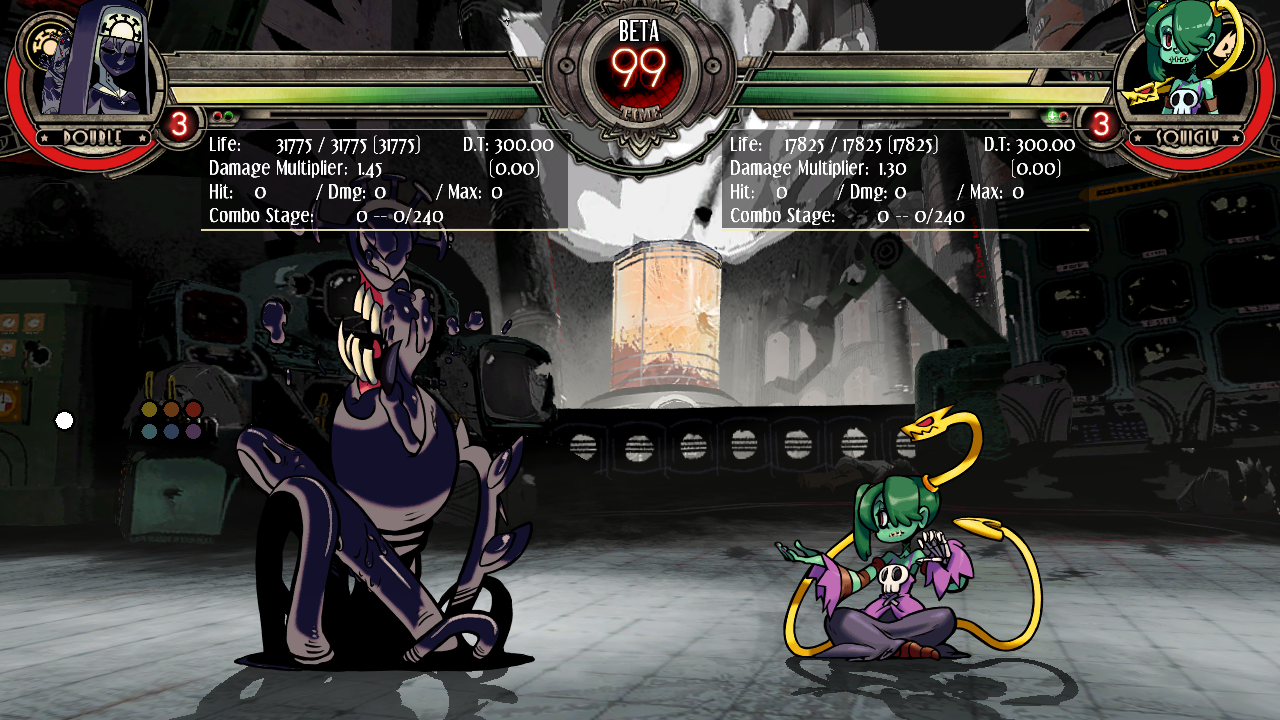 BETA
99
TIME
DOUBLE
3
3
SQUIGLY
Life: 31775 / 31775 (31775) D.T: 300.00
Damage Multiplier: 1.45 (0.00)
Hit: 0 / Dmg: 0 / Max: 0
Combo Stage: 0 -- 0/240
Life: 17825 / 17825 (17825) D.T: 300.00
Damage Multiplier: 1.30 (0.00)
Hit: 0 / Dmg: 0 / Max: 0
Combo Stage: 0 -- 0/240